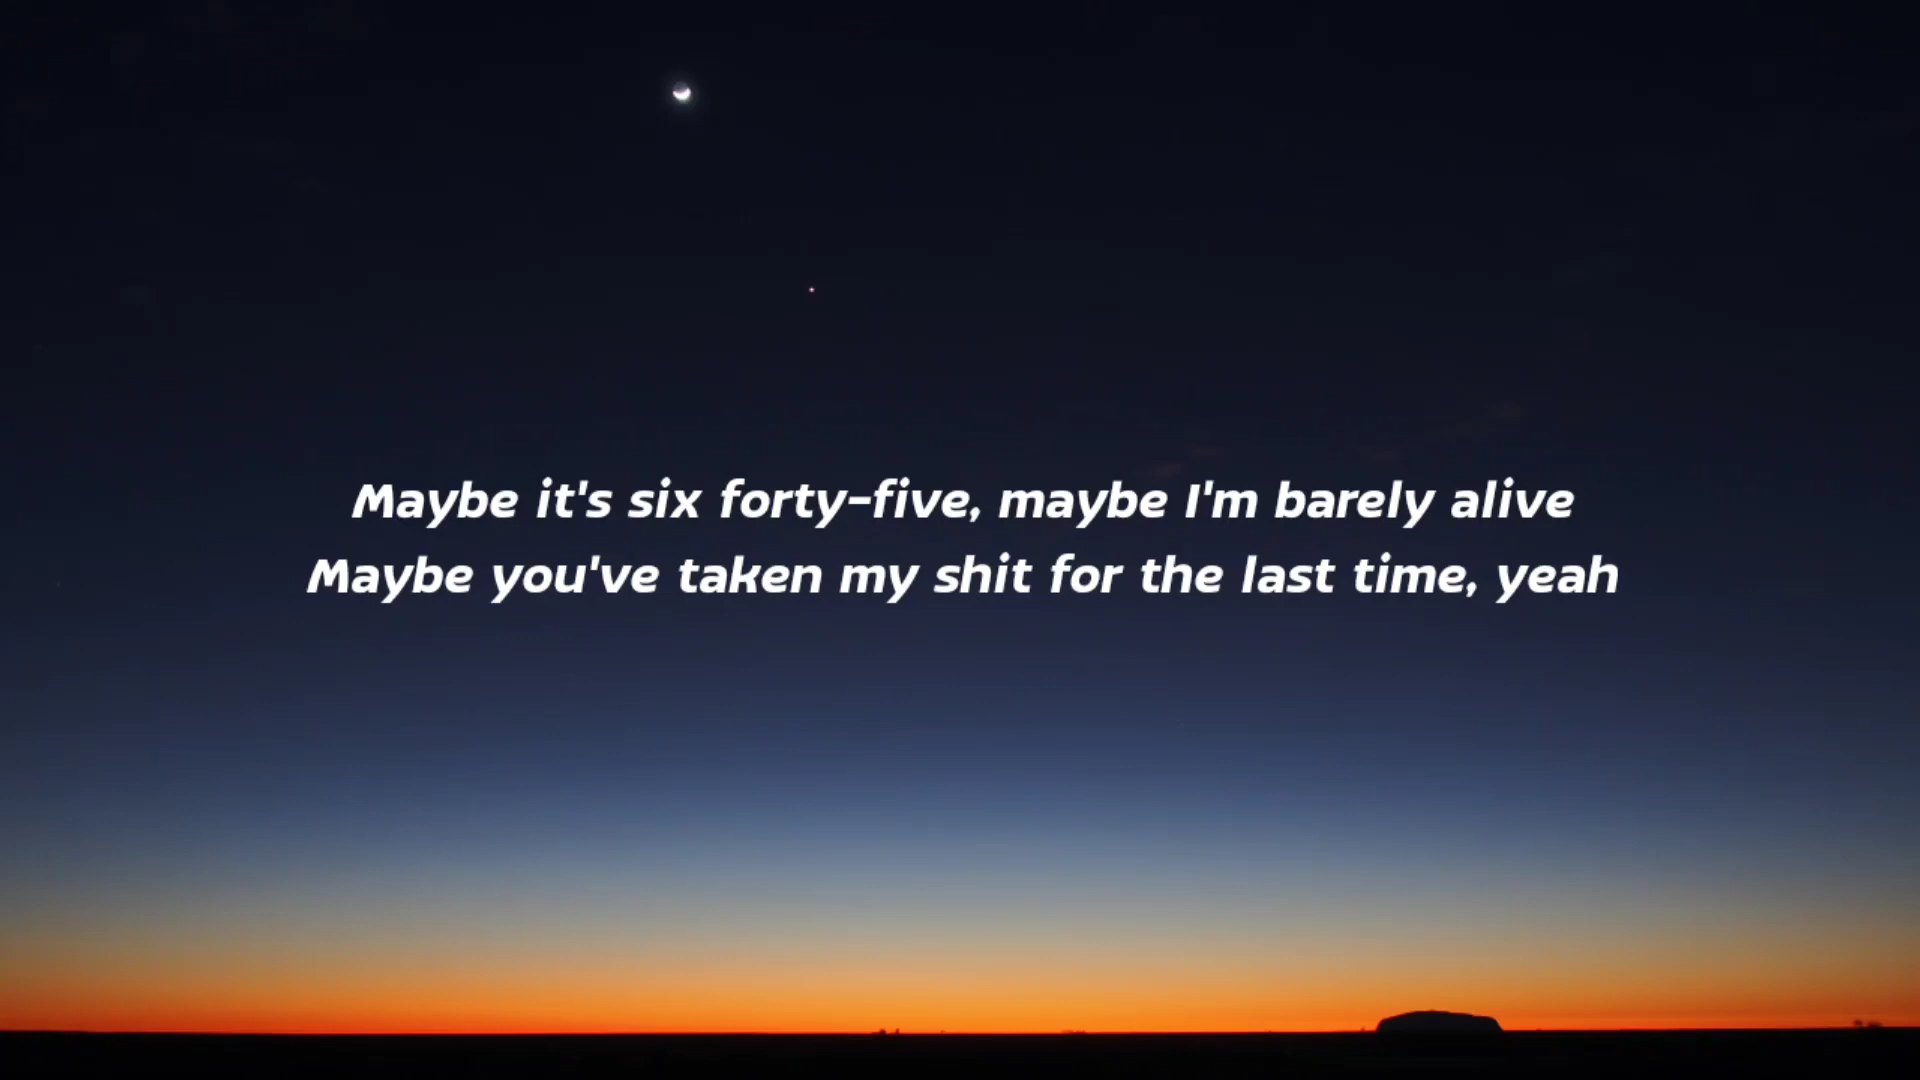 Maybe it's six forty-five, maybe I'm barely alive
Maybe you've taken my shit for the last time, yeah